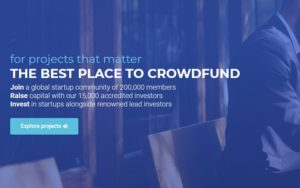 for projects that matter
THE BEST PLACE TO CROWDFUND
Join a global startup community of 200,000 members
Raise capital with our 15,000 accredited investors
Invest in startups alongside renowned lead investors
Explore projects